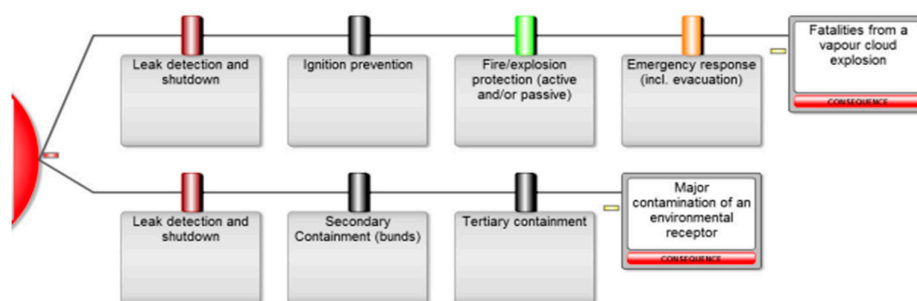 Leak detection and
shutdown
Ignition prevention
Fire/explosion
protection (active
and/or passive)
Emergency response
(incl. evacuation)
Fatalities from a
vapour cloud
explosion
CONSEQUENCE
Leak detection and
shutdown
Secondary
Containment (bunds)
Tertiary containment
Major
contamination of an
environmental
receptor
CONSEQUENCE